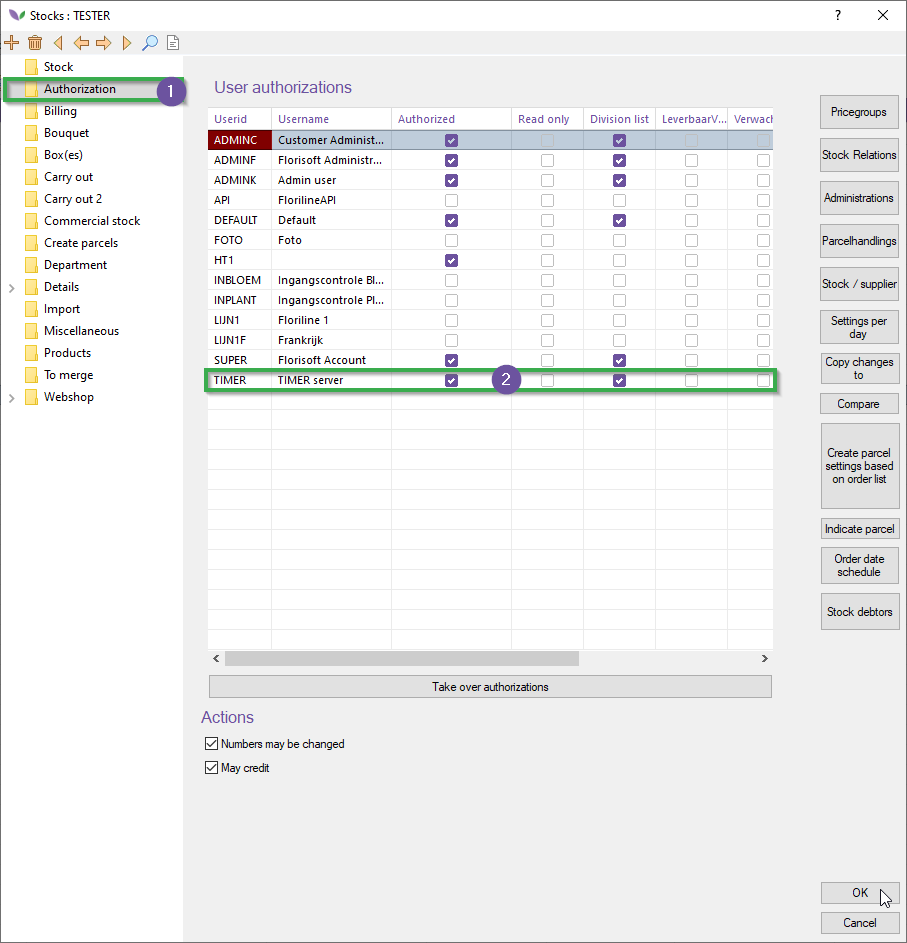 Stocks : TESTER
?
Stock
Authorization
1
Billing
Bouquet
Box(es)
Carry out
Carry out 2
Commercial stock
Create parcels
Department
Details
Import
Miscellaneous
Products
To merge
Webshop
User authorizations
Userid Username Authorized Read only Division list LeverbaarV... Verwach
ADMINC Customer Administ...
ADMINF Florisoft Administr...
ADMINK Admin user
API FlorilineAPI
DEFAULT Default
FOTO Foto
HT1
INBLOEM Ingangscontrole Bl...
INPLANT Ingangscontrole Pl...
LIJN1 Floriline 1
LIJN1F Frankrijk
SUPER Florisoft Account
TIMER TIMER server
2
Take over authorizations
Actions
Numbers may be changed
May credit
Pricegroups
Stock Relations
Administrations
Parcelhandlings
Stock / supplier
Settings per
day
Copy changes
to
Compare
Create parcel
settings based
on order list
Indicate parcel
Order date
schedule
Stock debtors
OK
Cancel